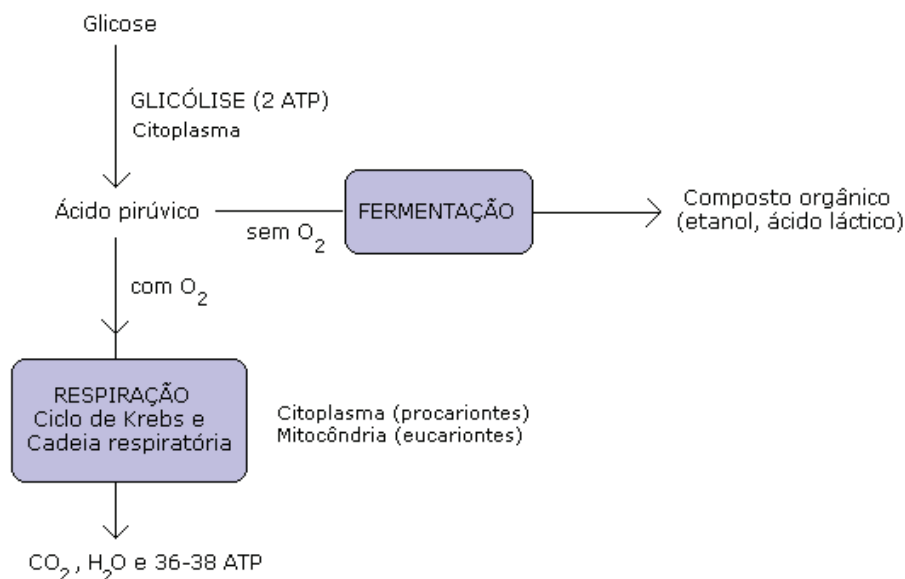 Glicose
GLICÓLISE (2 ATP)
Citoplasma
Ácido pirúvico
sem O2
FERMENTAÇÃO
Composto orgânico
(etanol, ácido láctico)
com O2
RESPIRAÇÃO
Ciclo de Krebs e
Cadeia respiratória
Citoplasma (procariontes)
Mitocôndria (eucariontes)
CO2, H2O e 36-38 ATP